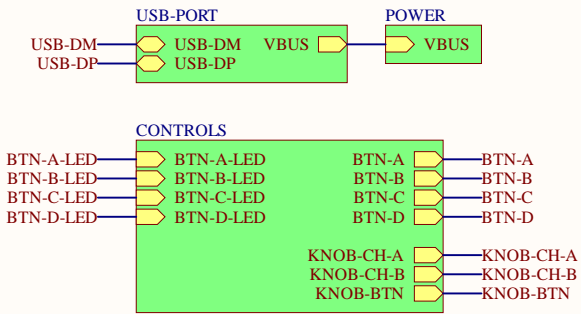 USB-PORT POWER
USB-DM USB-DM VBUS VBUS
USB-DP USB-DP
CONTROLS
BTN-A-LED BTN-A-LED BTN-A BTN-A
BTN-B-LED BTN-B-LED BTN-B BTN-B
BTN-C-LED BTN-C-LED BTN-C BTN-C
BTN-D-LED BTN-D-LED BTN-D BTN-D
KNOB-CH-A KNOB-CH-A
KNOB-CH-B KNOB-CH-B
KNOB-BTN KNOB-BTN